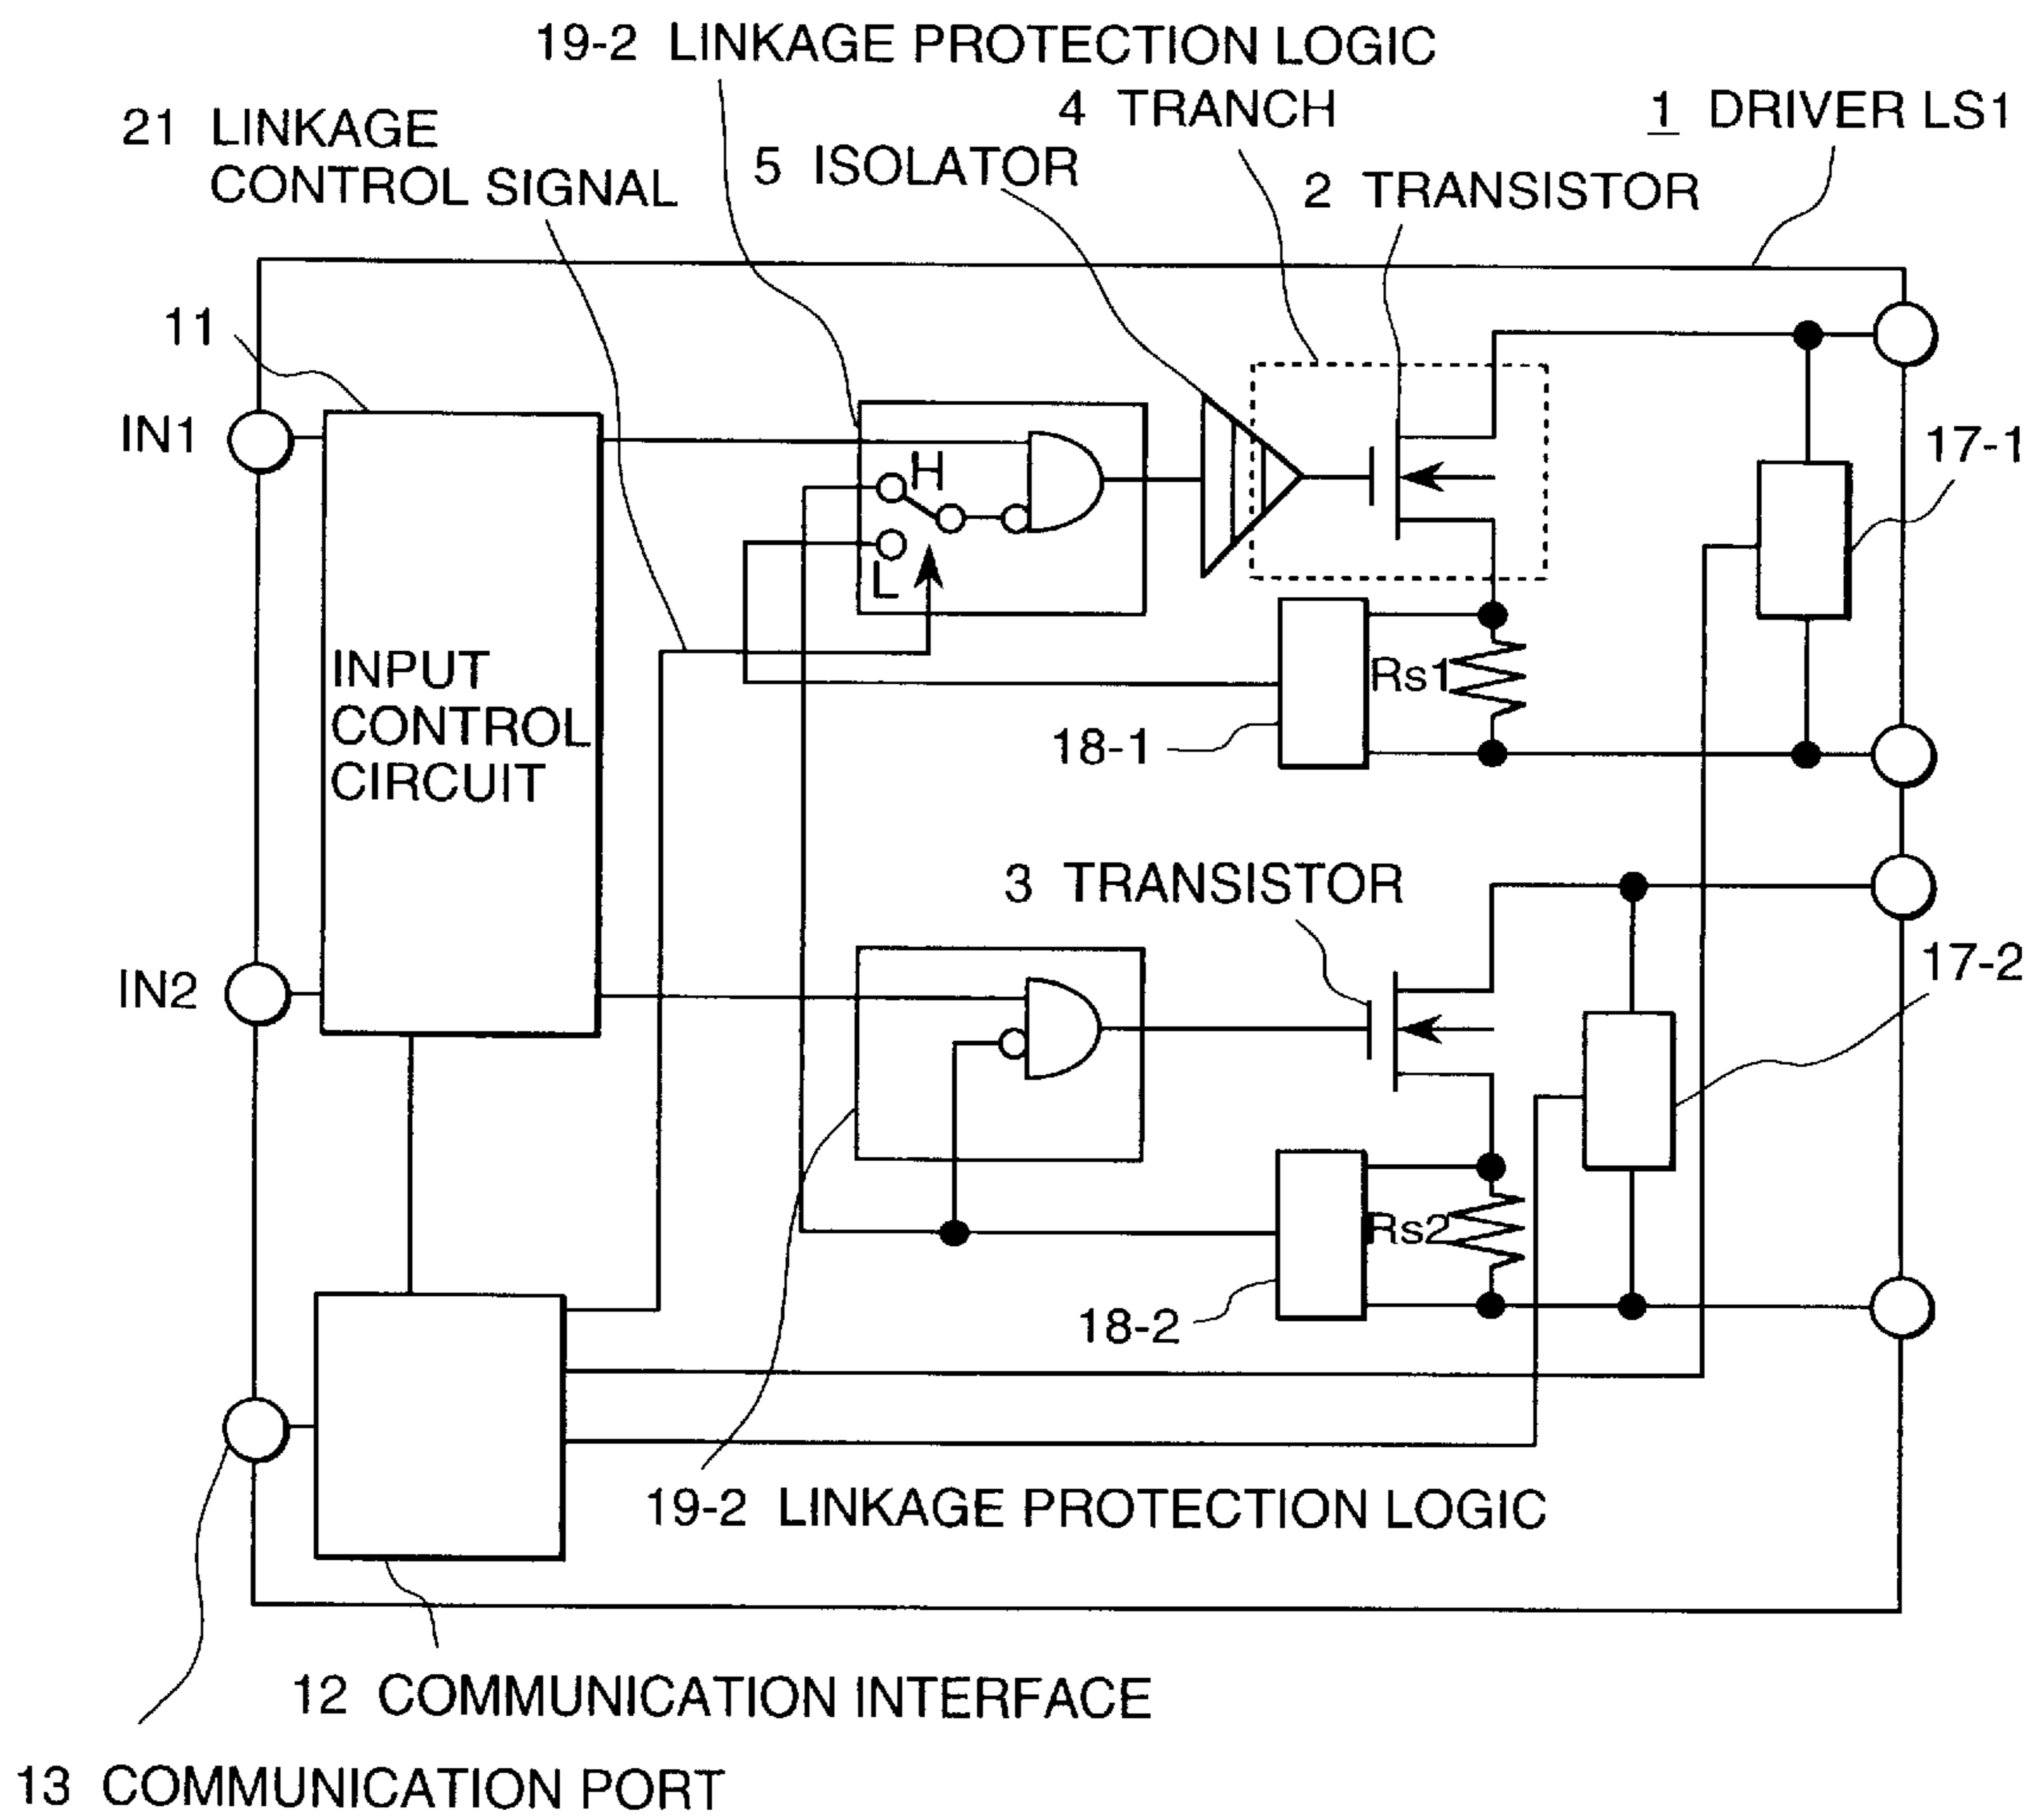 19-2 LINKAGE PROTECTION LOGIC
4 TRANCH
1 DRIVER LS1
21 LINKAGE
CONTROL SIGNAL
5 ISOLATOR
2 TRANSISTOR
11
IN1
H
L
17-1
INPUT
CONTROL
CIRCUIT
Rs1
18-1
3 TRANSISTOR
IN2
17-2
Rs2
18-2
19-2 LINKAGE PROTECTION LOGIC
12 COMMUNICATION INTERFACE
13 COMMUNICATION PORT